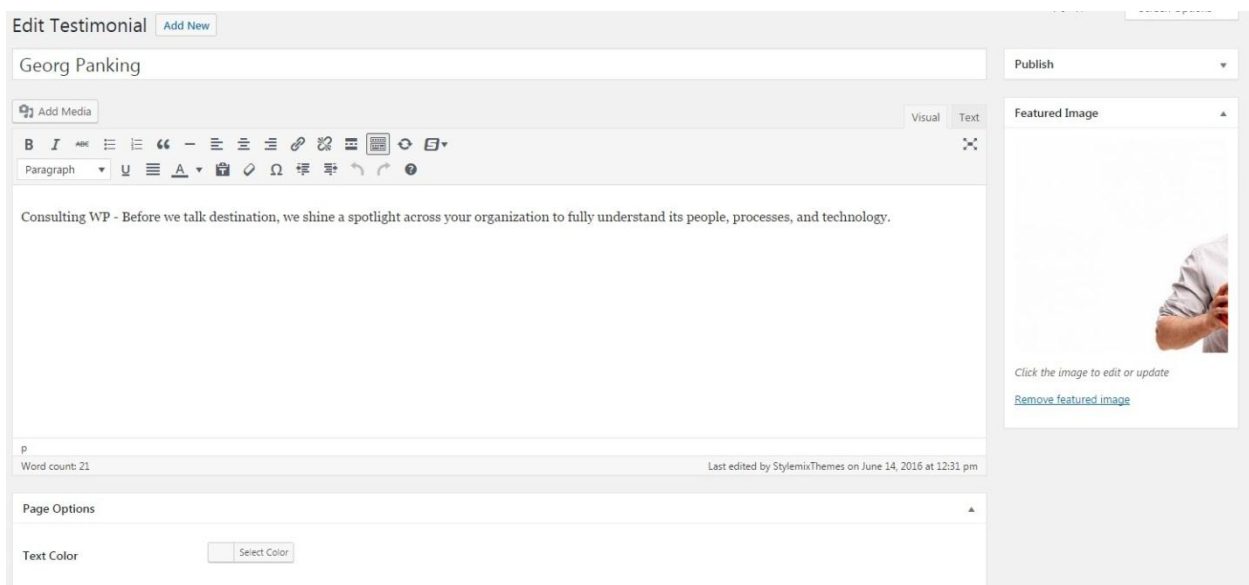 Edit Testimonial Add New
Georg Panking
Publish
Add Media
Visual Text
Featured Image
B I ABC
Paragraph U A Ω
Consulting WP - Before we talk destination, we shine a spotlight across your organization to fully understand its people, processes, and technology.
Click the image to edit or update
Remove featured image
p
Word count: 21
Last edited by StylemixThemes on June 14, 2016 at 12:31 pm
Page Options
Text Color
Select Color